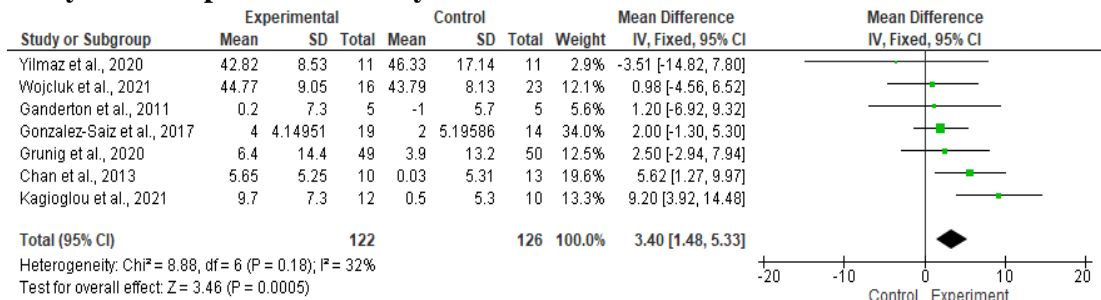 Experimental Control Mean Difference Mean Difference
Study or Subgroup Mean SD Total Mean SD Total Weight IV, Fixed, 95% CI IV, Fixed, 95% CI
Yilmaz et al., 2020 42.82 8.53 11 46.33 17.14 11 2.9% -3.51 [-14.82, 7.80]
Wojcluk et al., 2021 44.77 9.05 16 43.79 8.13 23 12.1% 0.98 [-4.56, 6.52]
Ganderton et al., 2011 0.2 7.3 5 -1 5.7 5 5.6% 1.20 [-6.92, 9.32]
Gonzalez-Saiz et al., 2017 4 4.14951 19 2 5.19586 14 34.0% 2.00 [-1.30, 5.30]
Grunig et al., 2020 6.4 14.4 49 3.9 13.2 50 12.5% 2.50 [-2.94, 7.94]
Chan et al., 2013 5.65 5.25 10 0.03 5.31 13 19.6% 5.62 [1.27, 9.97]
Kagioglou et al., 2021 9.7 7.3 12 0.5 5.3 10 13.3% 9.20 [3.92, 14.48]
Total (95% CI) 122 126 100.0% 3.40 [1.48, 5.33]
Heterogeneity: Chi² = 8.88, df = 6 (P = 0.18); I² = 32%
Test for overall effect: Z = 3.46 (P = 0.0005)
-20 -10 0 10 20
Control Experiment